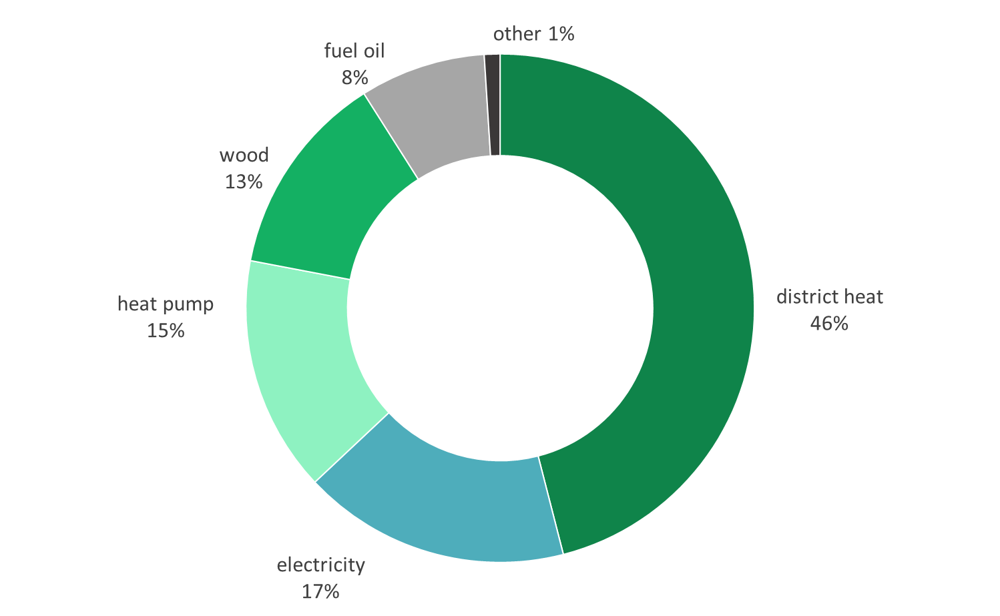 other 1%
fuel oil
8%
wood
13%
district heat
46%
heat pump
15%
electricity
17%